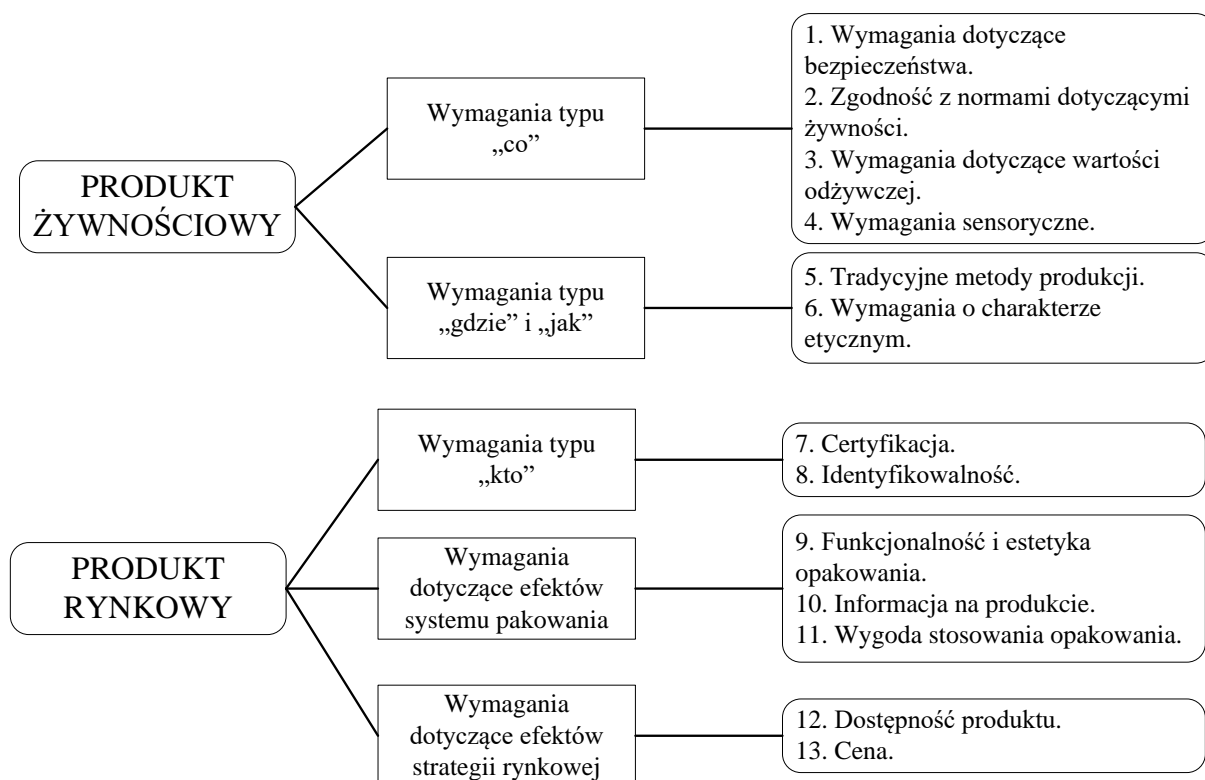 PRODUKT
ŻYWNOŚCIOWY
Wymagania typu
„co”
1. Wymagania dotyczące
bezpieczeństwa.
2. Zgodność z normami dotyczącymi
żywności.
3. Wymagania dotyczące wartości
odżywczej.
4. Wymagania sensoryczne.
Wymagania typu
„gdzie” i „jak”
5. Tradycyjne metody produkcji.
6. Wymagania o charakterze
etycznym.
PRODUKT
RYNKOWY
Wymagania typu
„kto”
7. Certyfikacja.
8. Identyfikowalność.
Wymagania
dotyczące efektów
systemu pakowania
9. Funkcjonalność i estetyka
opakowania.
10. Informacja na produkcie.
11. Wygoda stosowania opakowania.
Wymagania
dotyczące efektów
strategii rynkowej
12. Dostępność produktu.
13. Cena.